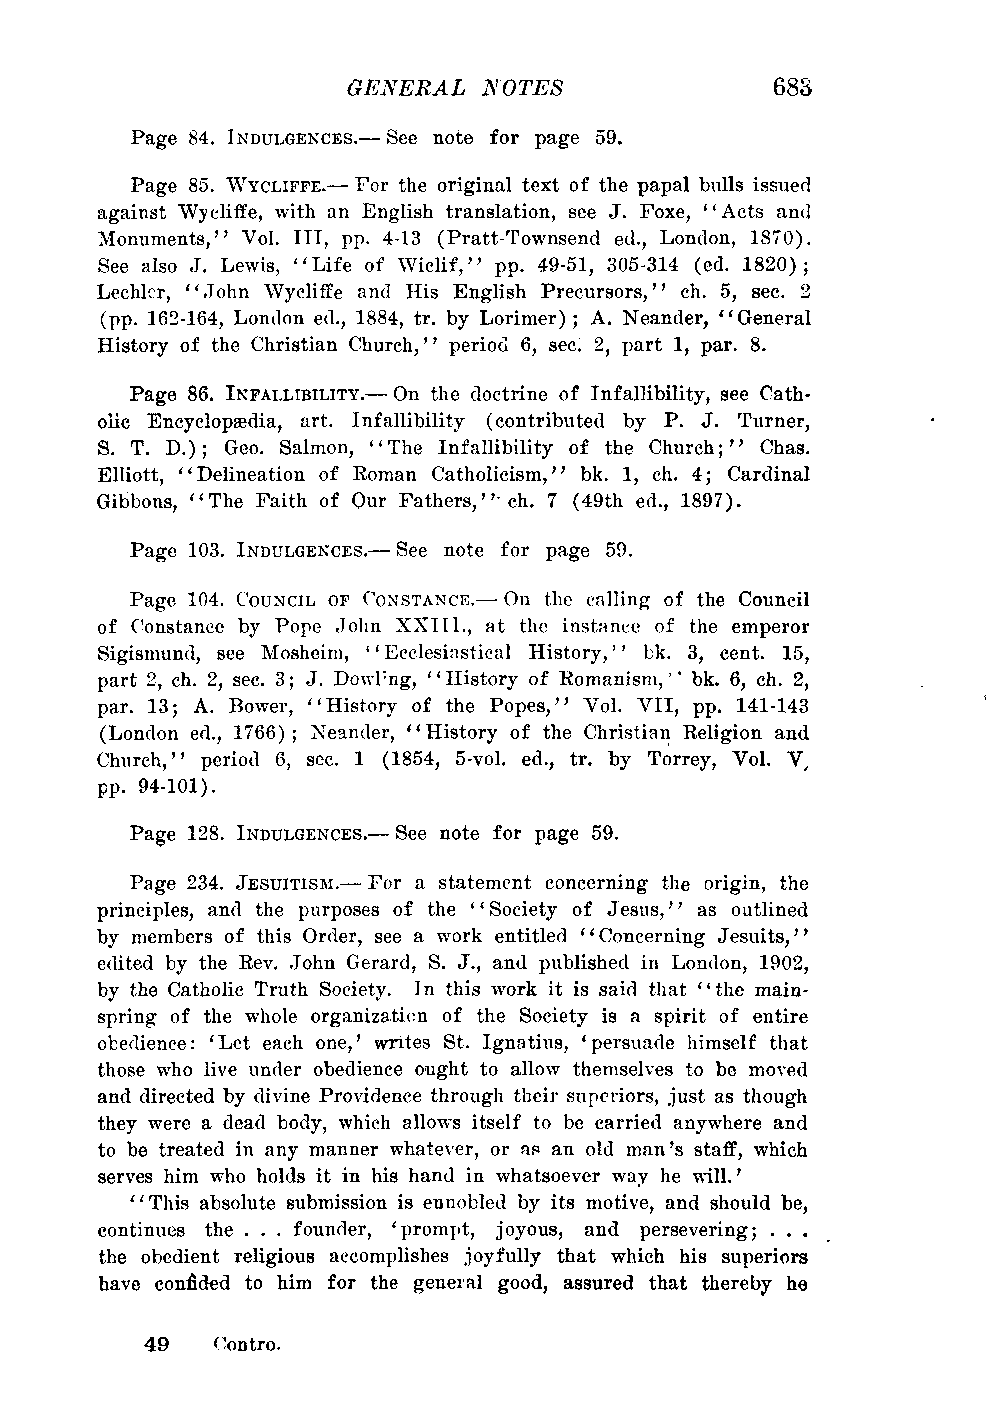 GENERAL NOTES 683
Page 84. INDULGENCES.— See note for page 59.
Page 85. WYCLIFFE.— For the original text of the papal bulls issued
against Wycliffe, with an English translation, see J. Foxe, ‘‘Acts and
Monuments,’’ Vol. III, pp. 4-13 (Pratt-Townsend ed., London, 1870).
See also J. Lewis, ‘‘Life of Wiclif,’’ pp. 49-51, 305-314 (ed. 1820);
Lechler, ‘‘John Wycliffe and His English Precursors,’’ ch. 5, sec. 2
(pp. 162-164, London ed., 1884, tr. by Lorimer); A. Neander, ‘‘General
History of the Christian Church,’’ period 6, sec. 2, part 1, par. 8.
Page 86. INFALLIBILITY.— On the doctrine of Infallibility, see Cath-
olic Encyclopædia, art. Infallibility (contributed by P. J. Turner,
S. T. D.); Geo. Salmon, ‘‘The Infallibility of the Church;’’ Chas.
Elliott, ‘‘Delineation of Roman Catholicism,’’ bk. 1, ch. 4; Cardinal
Gibbons, ‘‘The Faith of Our Fathers,’’ ch. 7 (49th ed., 1897).
Page 103. INDULGENCES.— See note for page 59.
Page 104. COUNCIL OF CONSTANCE.— On the calling of the Council
of Constance by Pope John XXIII., at the instance of the emperor
Sigismund, see Mosheim, ‘‘Ecclesiastical History,’’ bk. 3, cent. 15,
part 2, ch. 2, sec. 3; J. Dowling, ‘‘History of Romanism,’’ bk. 6, ch. 2,
par. 13; A. Bower, ‘‘History of the Popes,’’ Vol. VII, pp. 141-143
(London ed., 1766); Neander, ‘‘History of the Christian Religion and
Church,’’ period 6, sec. 1 (1854, 5-vol. ed., tr. by Torrey, Vol. V,
pp. 94-101).
Page 128. INDULGENCES.— See note for page 59.
Page 234. JESUITISM.— For a statement concerning the origin, the
principles, and the purposes of the ‘‘Society of Jesus,’’ as outlined
by members of this Order, see a work entitled ‘‘Concerning Jesuits,’’
edited by the Rev. John Gerard, S. J., and published in London, 1902,
by the Catholic Truth Society. In this work it is said that ‘‘the main-
spring of the whole organization of the Society is a spirit of entire
obedience: ‘Let each one,’ writes St. Ignatius, ‘persuade himself that
those who live under obedience ought to allow themselves to be moved
and directed by divine Providence through their superiors, just as though
they were a dead body, which allows itself to be carried anywhere and
to be treated in any manner whatever, or as an old man’s staff, which
serves him who holds it in his hand in whatsoever way he will.’
‘‘This absolute submission is ennobled by its motive, and should be,
continues the . . . founder, ‘prompt, joyous, and persevering; . . .
the obedient religious accomplishes joyfully that which his superiors
have confided to him for the general good, assured that thereby he
49 Contro.